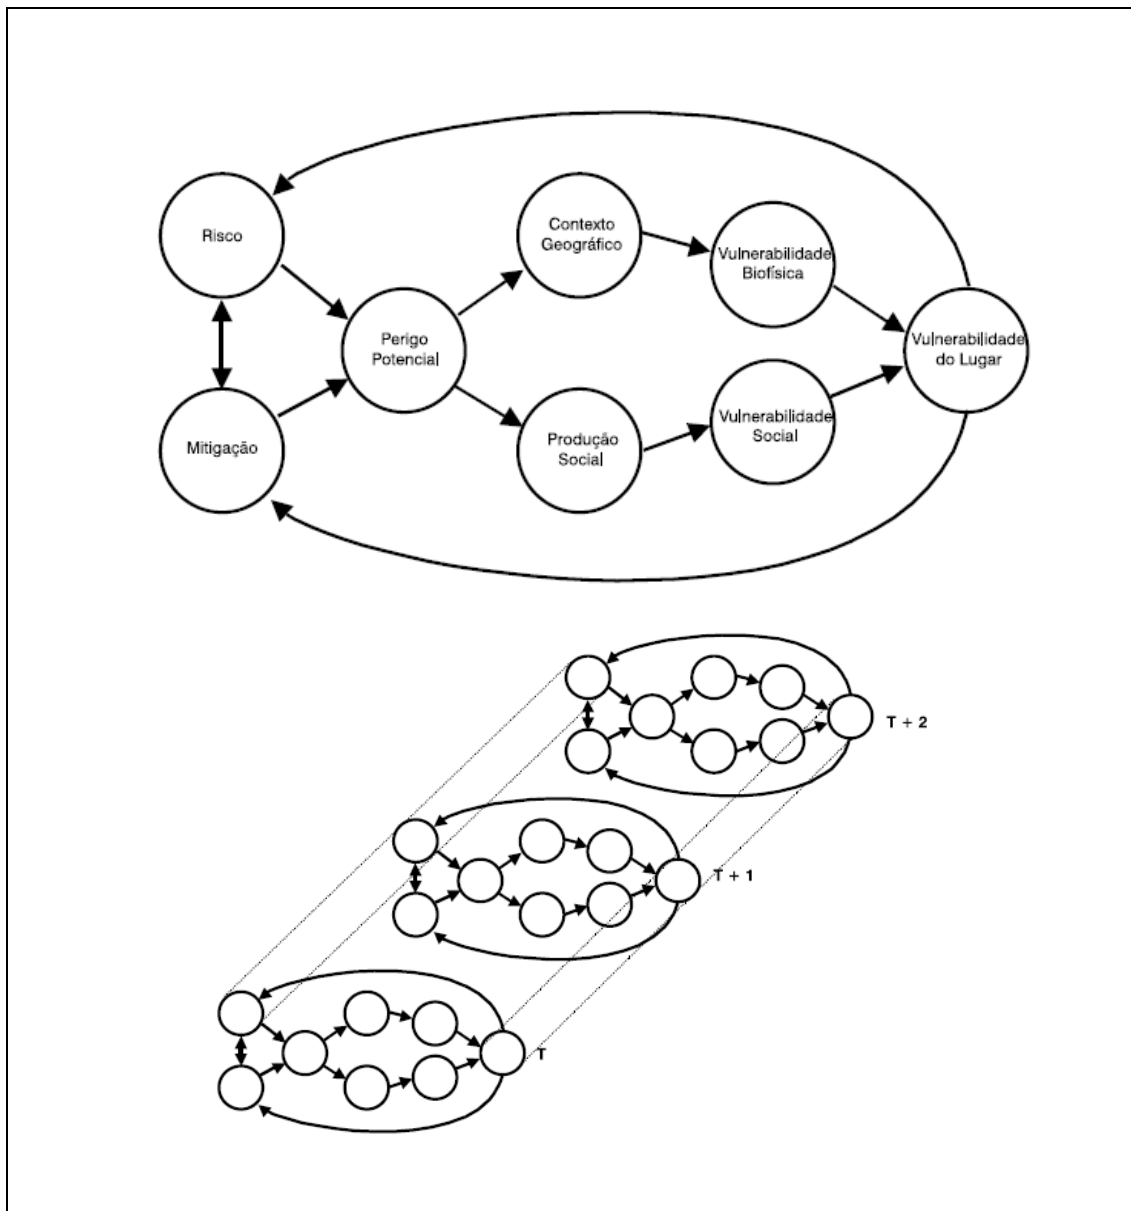 Risco
Contexto
Geográfico
Vulnerabilidade
Biofísica
Perigo
Potencial
Vulnerabilidade
do Lugar
Mitigação
Produção
Social
Vulnerabilidade
Social
T + 2
T + 1
T